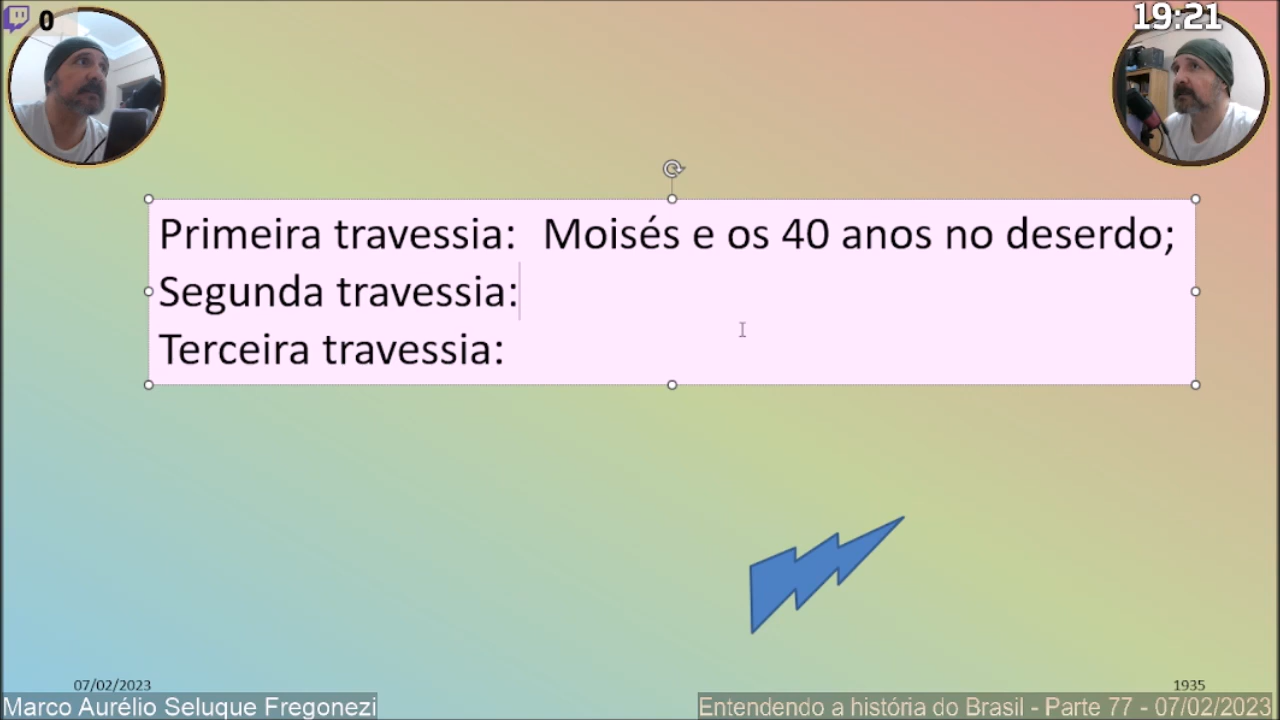 0
19:21
Primeira travessia: Moisés e os 40 anos no deserdo;
Segunda travessia:
Terceira travessia:
07/02/2023
1935
Marco Aurélio Seluque Fregonezi
Entendendo a história do Brasil - Parte 77 - 07/02/2023